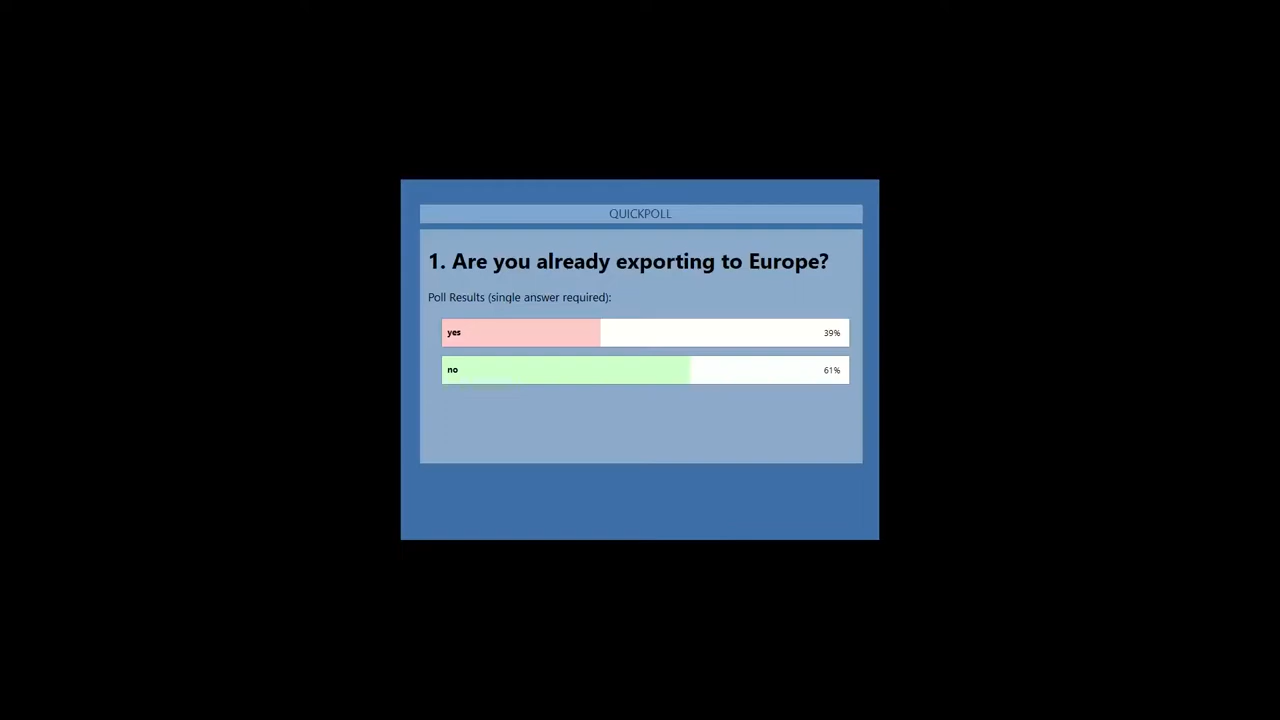 QUICKPOLL
1. Are you already exporting to Europe?
Poll Results (single answer required):
yes 39%
no 61%